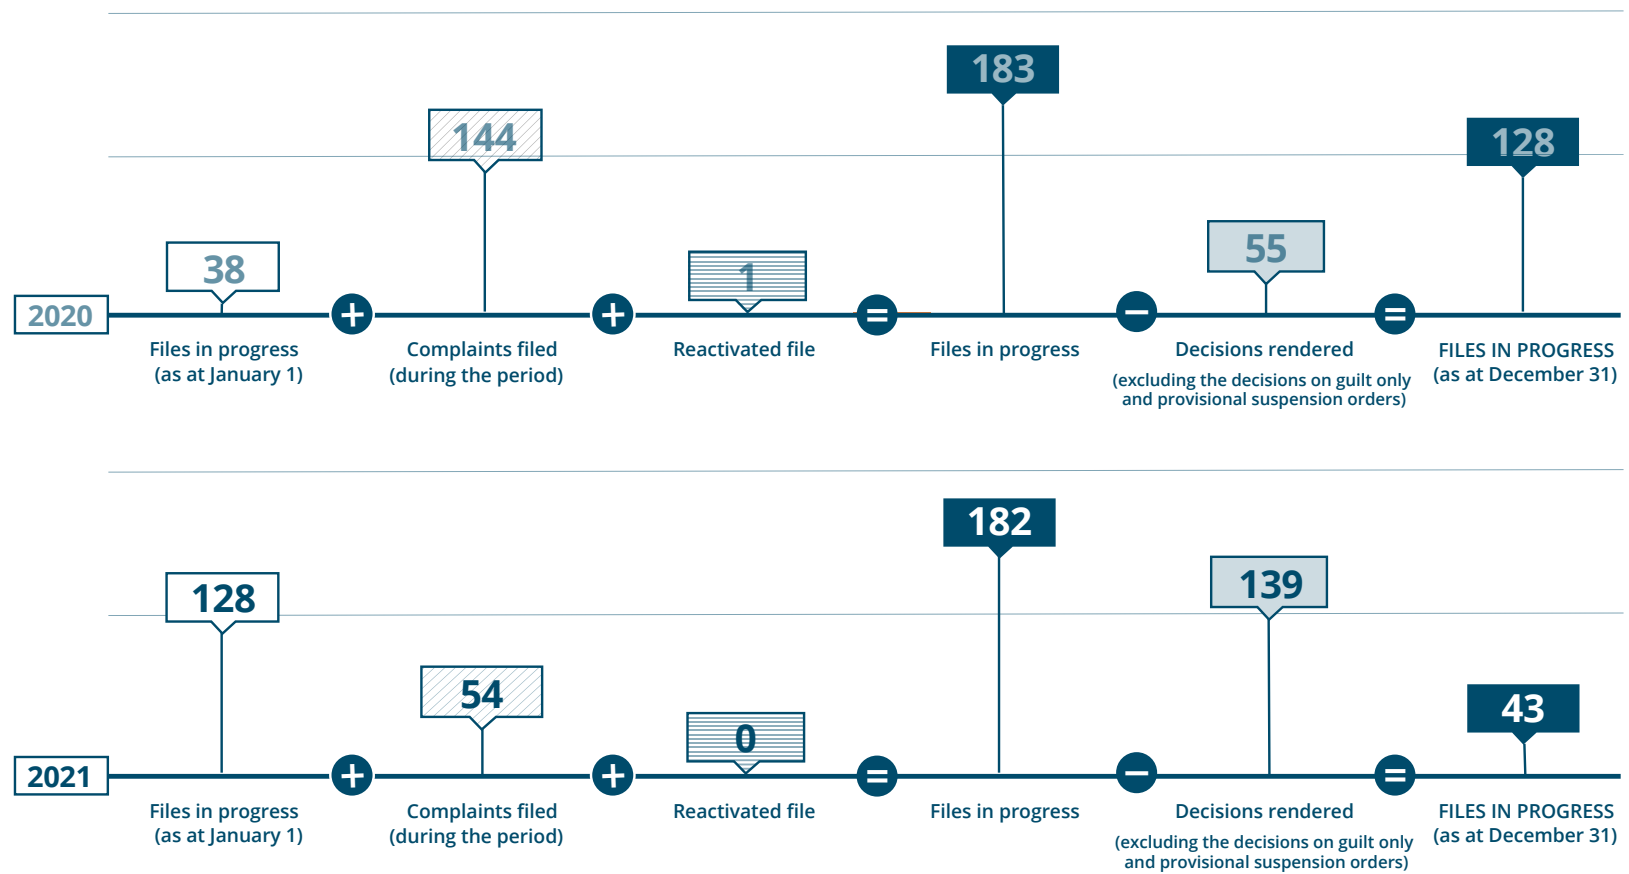 183
144
128
55
38
1
2020
+
+
=
−
=
Files in progress
(as at January 1)
Complaints filed
(during the period)
Reactivated file
Files in progress
Decisions rendered
(excluding the decisions on guilt only
and provisional suspension orders)
FILES IN PROGRESS
(as at December 31)
182
139
128
54
43
0
2021
+
+
=
−
=
Files in progress
(as at January 1)
Complaints filed
(during the period)
Reactivated file
Files in progress
Decisions rendered
(excluding the decisions on guilt only
and provisional suspension orders)
FILES IN PROGRESS
(as at December 31)